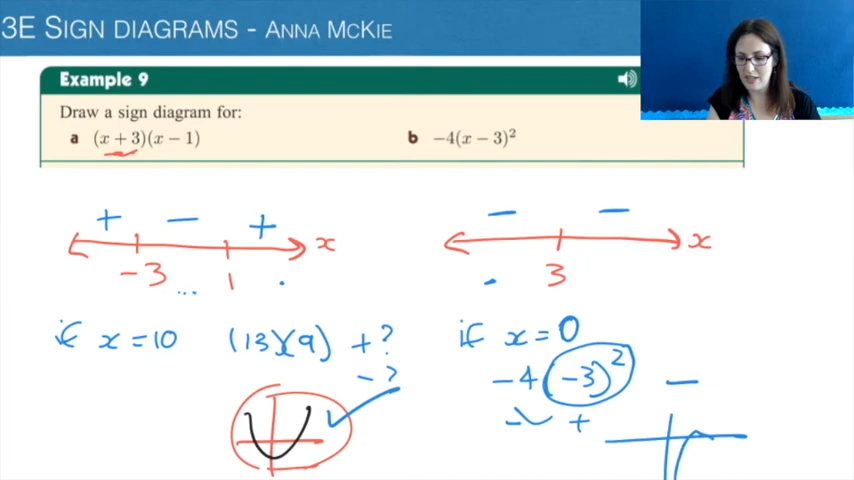 3E SIGN DIAGRAMS - ANNA MCKIE
Example 9
Draw a sign diagram for:
a (x + 3)(x − 1)
b −4(x − 3)²
+ − +
-3 1 x
if x = 10 (13)(9) + ?
- ?
− −
3 x
if x = 0
-4 (-3)² −
- +